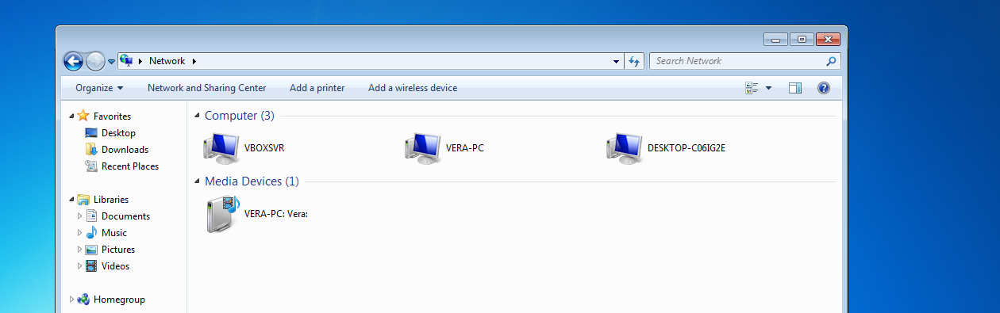 Network
Search Network
Organize Network and Sharing Center Add a printer Add a wireless device
Favorites
Desktop
Downloads
Recent Places
Libraries
Documents
Music
Pictures
Videos
Homegroup
Computer (3)
VBOXSVR VERA-PC DESKTOP-C06IG2E
Media Devices (1)
VERA-PC: Vera: